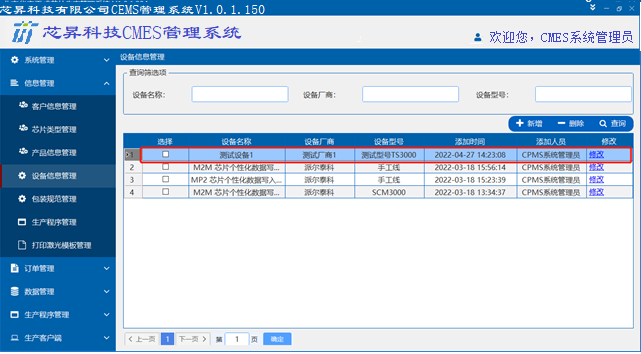 芯昇科技有限公司CEMS管理系统V1.0.1.150
芯昇科技CMES管理系统
欢迎您，CMES系统管理员
系统管理
信息管理
客户信息管理
芯片类型管理
产品信息管理
设备信息管理
包装规范管理
生产程序管理
打印激光模板管理
订单管理
数据管理
生产程序管理
生产客户端
设备信息管理
查询筛选项
设备名称： 设备厂商： 设备型号：
新增 删除 查询
选择 设备名称 设备厂商 设备型号 添加时间 添加人员 修改
1 测试设备1 测试厂商1 测试型号TS3000 2022-04-27 14:23:08 CPMS系统管理员 修改
2 M2M 芯片个性化数据写... 派尔泰科 手工线 2022-03-18 15:56:14 CPMS系统管理员 修改
3 MP2 芯片个性化数据写入... 派尔泰科 手工线 2022-03-18 15:23:39 CPMS系统管理员 修改
4 M2M 芯片个性化数据写... 派尔泰科 SCM3000 2022-03-18 13:34:37 CPMS系统管理员 修改
上一页 1 下一页 第 1 页 确定